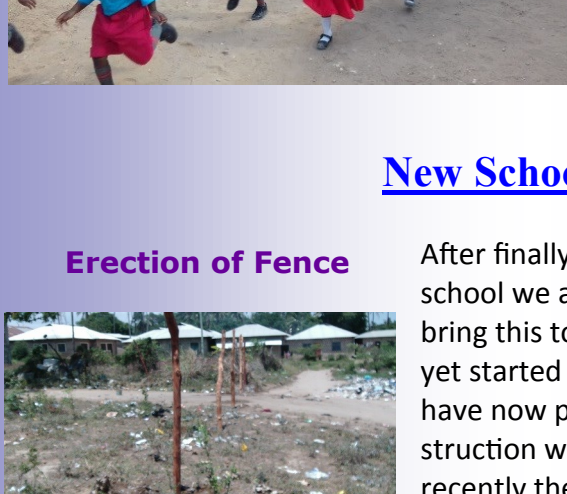 New Schoo
Erection of Fence
After finally
school we a
bring this to
yet started
have now p
struction w
recently the